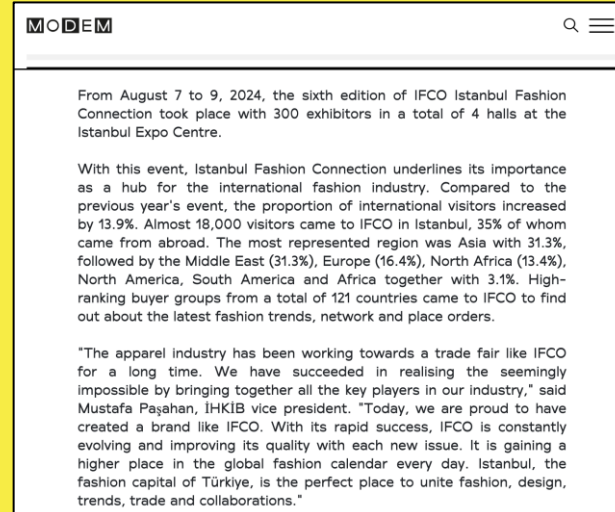 MODEM
From August 7 to 9, 2024, the sixth edition of IFCO Istanbul Fashion
Connection took place with 300 exhibitors in a total of 4 halls at the
Istanbul Expo Centre.
With this event, Istanbul Fashion Connection underlines its importance
as a hub for the international fashion industry. Compared to the
previous year's event, the proportion of international visitors increased
by 13.9%. Almost 18,000 visitors came to IFCO in Istanbul, 35% of whom
came from abroad. The most represented region was Asia with 31.3%,
followed by the Middle East (31.3%), Europe (16.4%), North Africa (13.4%),
North America, South America and Africa together with 3.1%. High-
ranking buyer groups from a total of 121 countries came to IFCO to find
out about the latest fashion trends, network and place orders.
"The apparel industry has been working towards a trade fair like IFCO
for a long time. We have succeeded in realising the seemingly
impossible by bringing together all the key players in our industry," said
Mustafa Paşahan, İHKİB vice president. "Today, we are proud to have
created a brand like IFCO. With its rapid success, IFCO is constantly
evolving and improving its quality with each new issue. It is gaining a
higher place in the global fashion calendar every day. Istanbul, the
fashion capital of Türkiye, is the perfect place to unite fashion, design,
trends, trade and collaborations."